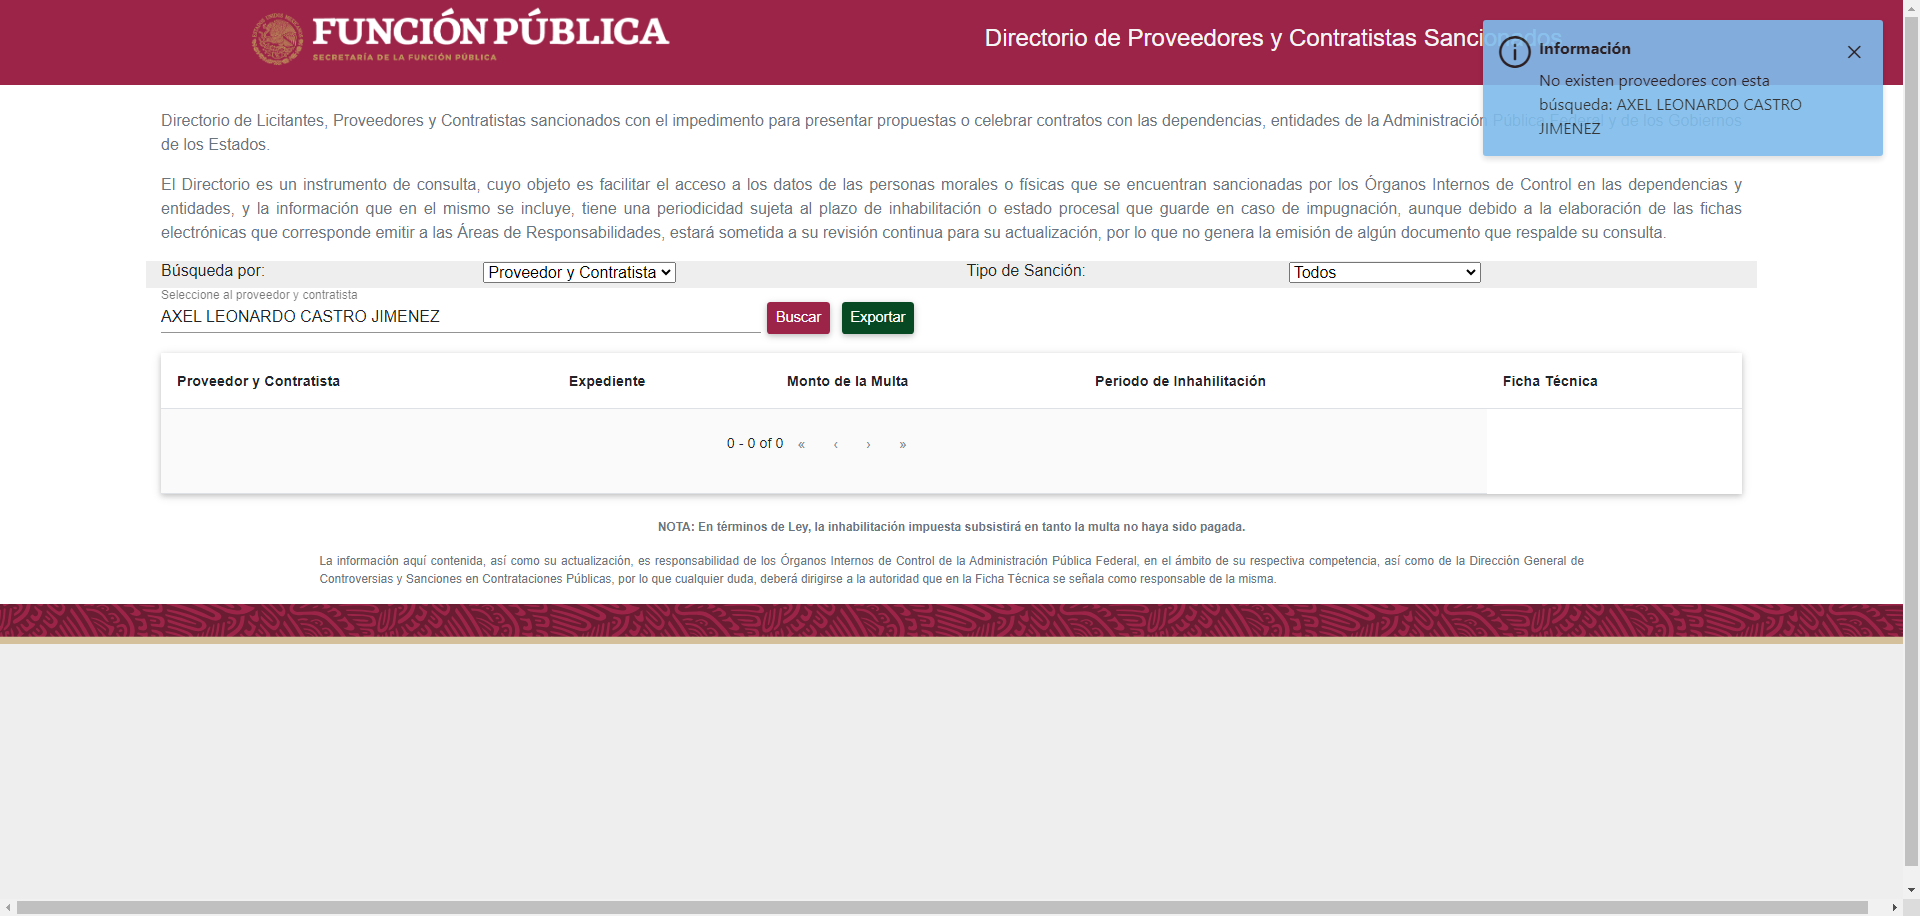 FUNCIÓN PÚBLICA
SECRETARÍA DE LA FUNCIÓN PÚBLICA
Directorio de Proveedores y Contratistas Sancionados
Información
No existen proveedores con esta
búsqueda: AXEL LEONARDO CASTRO
JIMENEZ
Directorio de Licitantes, Proveedores y Contratistas sancionados con el impedimento para presentar propuestas o celebrar contratos con las dependencias, entidades de la Administración Pública Federal y de los Gobiernos
de los Estados.
El Directorio es un instrumento de consulta, cuyo objeto es facilitar el acceso a los datos de las personas morales o físicas que se encuentran sancionadas por los Órganos Internos de Control en las dependencias y
entidades, y la información que en el mismo se incluye, tiene una periodicidad sujeta al plazo de inhabilitación o estado procesal que guarde en caso de impugnación, aunque debido a la elaboración de las fichas
electrónicas que corresponde emitir a las Áreas de Responsabilidades, estará sometida a su revisión continua para su actualización, por lo que no genera la emisión de algún documento que respalde su consulta.
Búsqueda por: Proveedor y Contratista Tipo de Sanción: Todos
Seleccione al proveedor y contratista
AXEL LEONARDO CASTRO JIMENEZ Buscar Exportar
Proveedor y Contratista Expediente Monto de la Multa Periodo de Inhahilitación Ficha Técnica
0 - 0 of 0 « ‹ › »
NOTA: En términos de Ley, la inhabilitación impuesta subsistirá en tanto la multa no haya sido pagada.
La información aquí contenida, así como su actualización, es responsabilidad de los Órganos Internos de Control de la Administración Pública Federal, en el ámbito de su respectiva competencia, así como de la Dirección General de
Controversias y Sanciones en Contrataciones Públicas, por lo que cualquier duda, deberá dirigirse a la autoridad que en la Ficha Técnica se señala como responsable de la misma.